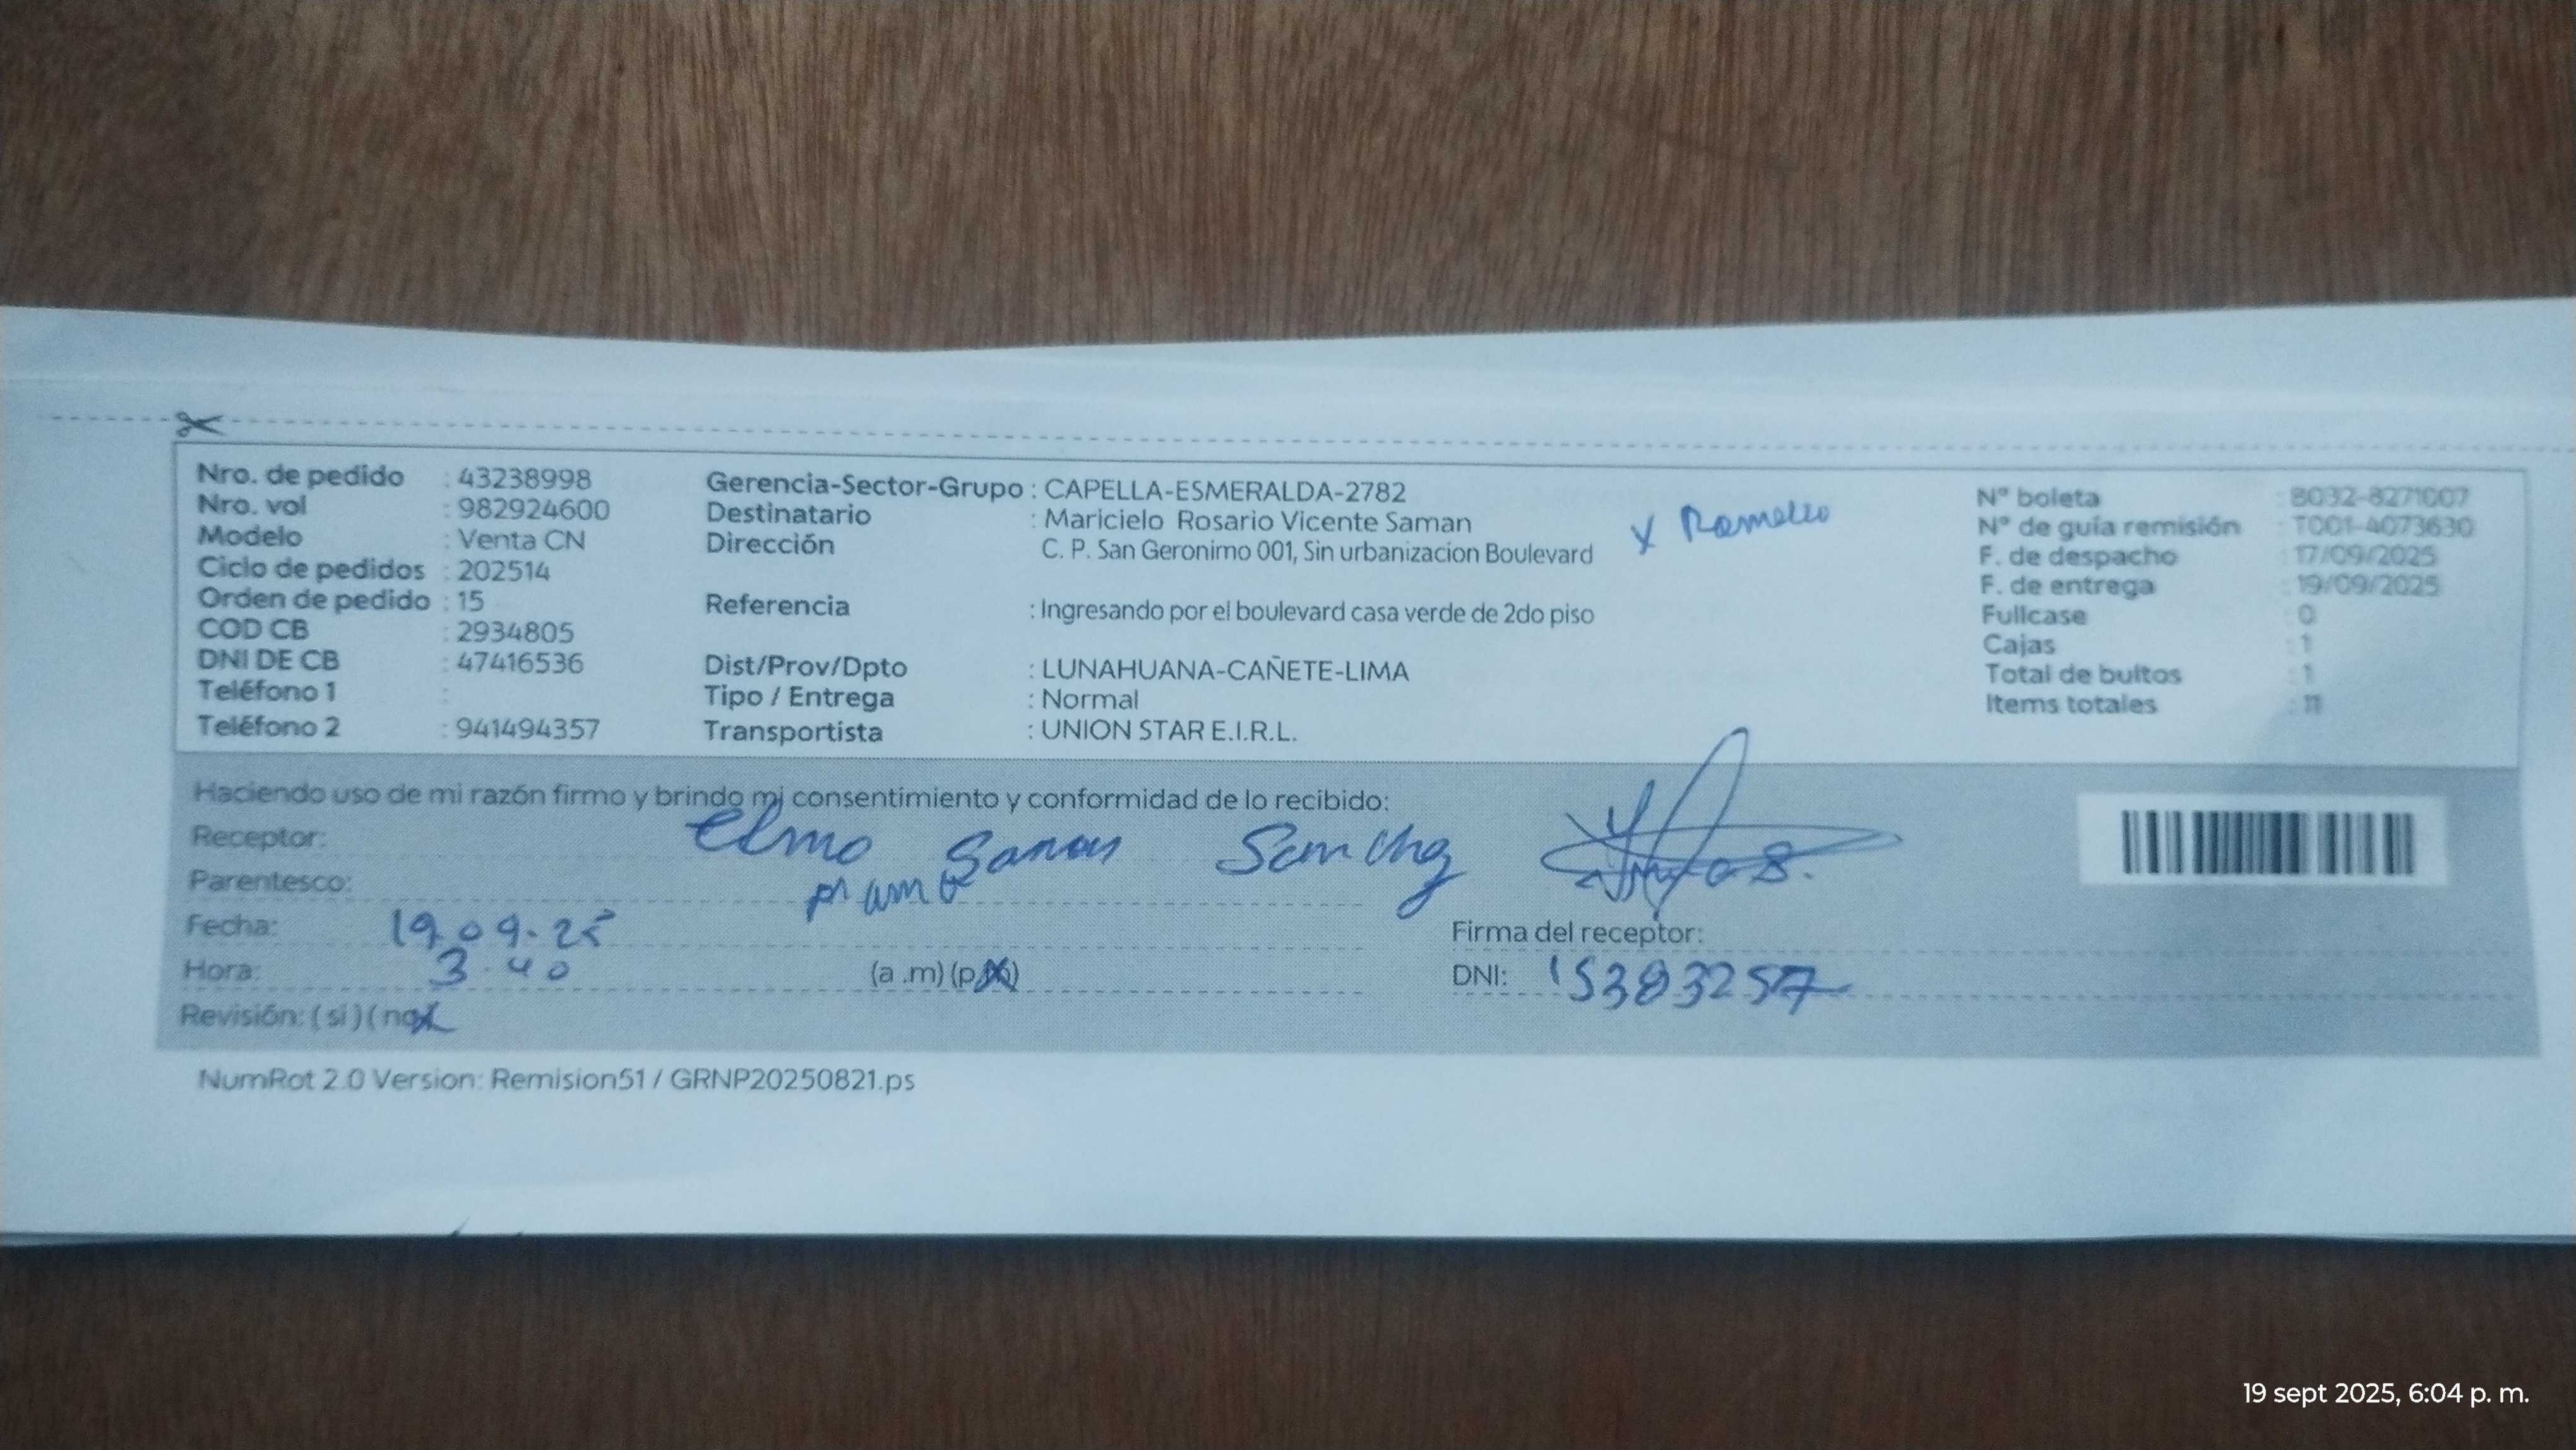 Nro. de pedido : 43238998
Nro. vol : 982924600
Modelo : Venta CN
Ciclo de pedidos : 202514
Orden de pedido : 15
COD CB : 2934805
DNI DE CB : 47416536
Teléfono 1 :
Teléfono 2 : 941494357
Gerencia-Sector-Grupo : CAPELLA-ESMERALDA-2782
Destinatario : Maricielo Rosario Vicente Saman
Dirección C. P. San Geronimo 001, Sin urbanizacion Boulevard
Referencia : Ingresando por el boulevard casa verde de 2do piso
Dist/Prov/Dpto : LUNAHUANA-CAÑETE-LIMA
Tipo / Entrega : Normal
Transportista : UNION STAR E.I.R.L.
N° boleta : B032-8271007
N° de guía remisión : T001-4073630
F. de despacho : 17/09/2025
F. de entrega : 19/09/2025
Fullcase : 0
Cajas : 1
Total de bultos : 1
Items totales : 11
Haciendo uso de mi razón firmo y brindo mi consentimiento y conformidad de lo recibido:
Receptor: Elmo
Parentesco:
Fecha: 19.09.25
Hora: 3.40 (a .m) (p.m)
Revisión: ( si ) ( no
Firma del receptor:
DNI: 15383257
NumRot 2.0 Version: Remision51 / GRNP20250821.ps
19 sept 2025, 6:04 p. m.